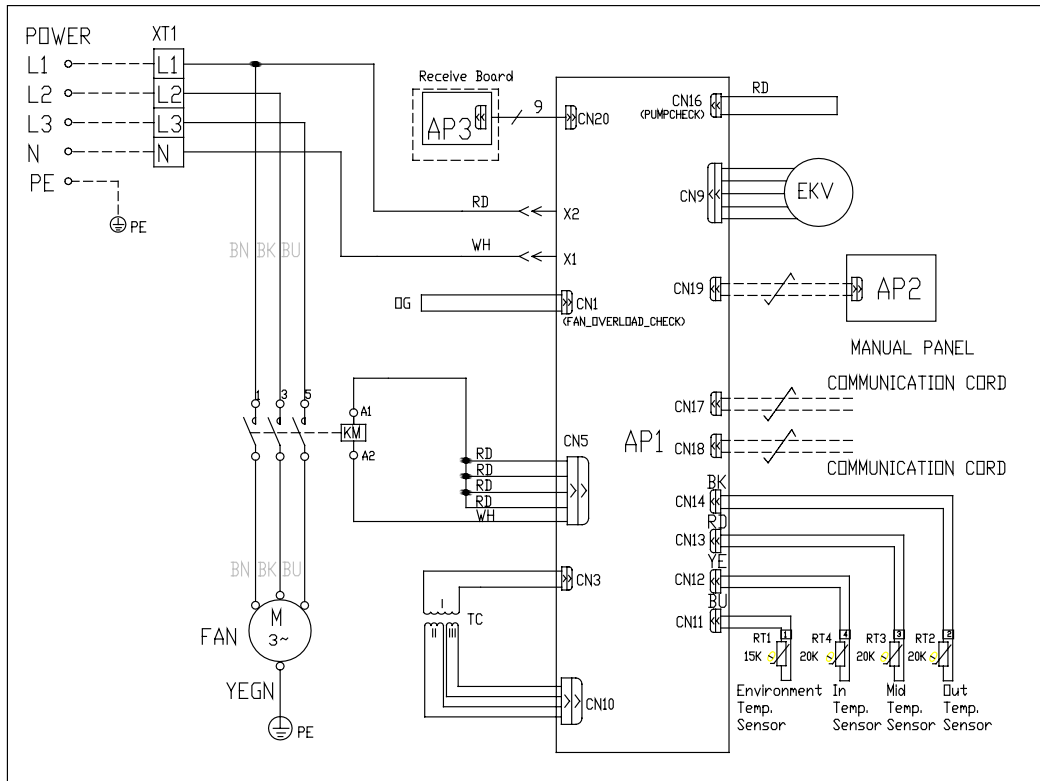 POWER
XT1
L1
L1
L2
L2
L3
L3
N
N
PE
PE
BN BK BU
Receive Board
AP3
9
CN20
RD
X2
WH
X1
OG
CN1
(FAN_OVERLOAD_CHECK)
CN16
(PUMPCHECK)
RD
CN9
EKV
CN19
AP2
MANUAL PANEL
COMMUNICATION CORD
CN17
AP1
CN18
COMMUNICATION CORD
1
3
5
A1
KM
A2
CN5
RD
RD
RD
RD
WH
BK
CN14
RD
CN13
YE
CN12
BU
CN11
BN BK BU
M
3~
FAN
YEGN
PE
CN3
I
TC
II
III
CN10
1
4
3
2
RT1
RT4
RT3
RT2
15K
20K
20K
20K
Environment
Temp.
Sensor
In
Temp.
Sensor
Mid
Temp.
Sensor
Out
Temp.
Sensor